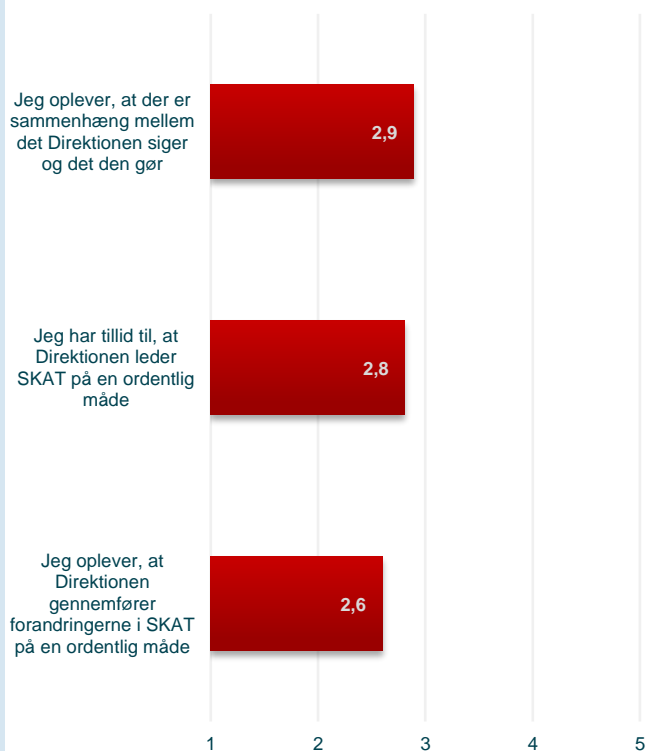 Jeg oplever, at der er
sammenhæng mellem
det Direktionen siger
og det den gør
2,9
Jeg har tillid til, at
Direktionen leder
SKAT på en ordentlig
måde
2,8
Jeg oplever, at
Direktionen
gennemfører
forandringerne i SKAT
på en ordentlig måde
2,6
1 2 3 4 5